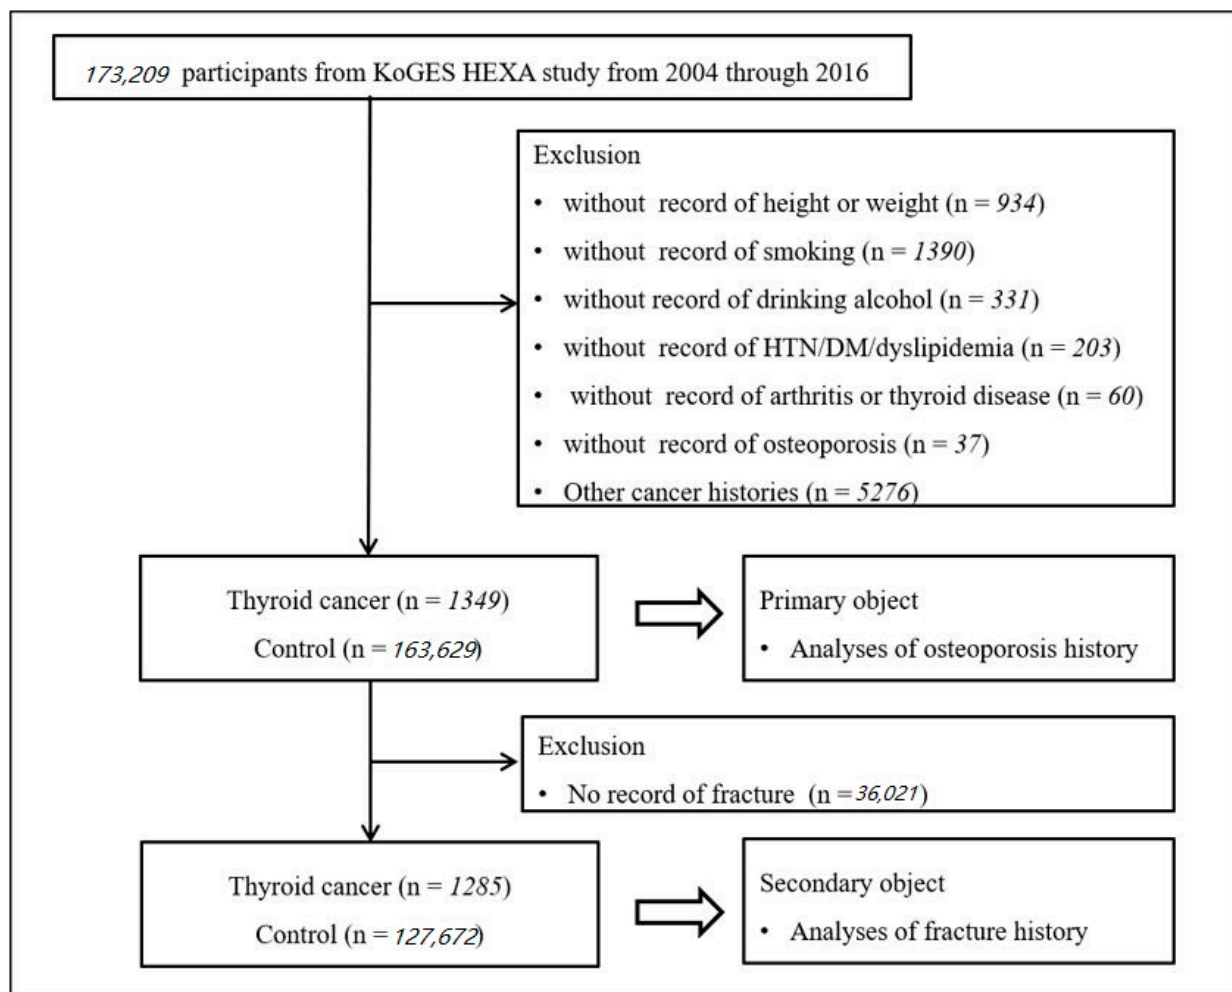 173,209 participants from KoGES HEXA study from 2004 through 2016
Exclusion
• without record of height or weight (n = 934)
• without record of smoking (n = 1390)
• without record of drinking alcohol (n = 331)
• without record of HTN/DM/dyslipidemia (n = 203)
• without record of arthritis or thyroid disease (n = 60)
• without record of osteoporosis (n = 37)
• Other cancer histories (n = 5276)
Thyroid cancer (n = 1349)
Control (n = 163,629)
Primary object
• Analyses of osteoporosis history
Exclusion
• No record of fracture (n =36,021)
Thyroid cancer (n = 1285)
Control (n = 127,672)
Secondary object
• Analyses of fracture history